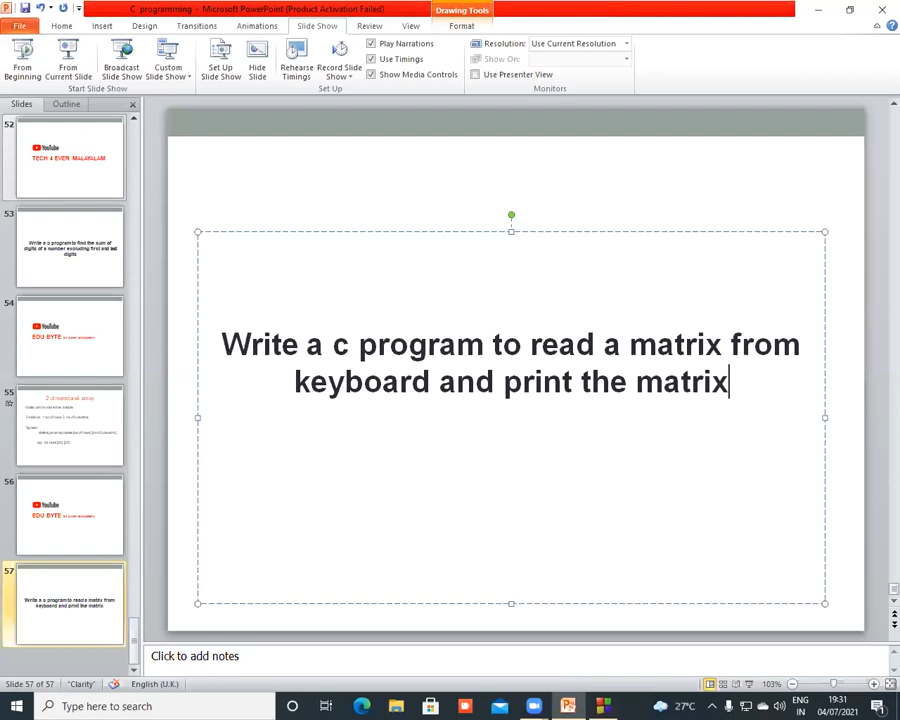 C programming - Microsoft PowerPoint (Product Activation Failed)
Drawing Tools
File Home Insert Design Transitions Animations Slide Show Review View Format
From Beginning
From Current Slide
Broadcast Slide Show
Custom Slide Show
Set Up Slide Show
Hide Slide
Rehearse Timings
Record Slide Show
Play Narrations
Use Timings
Show Media Controls
Resolution: Use Current Resolution
Show On:
Use Presenter View
Start Slide Show
Set Up
Monitors
Slides Outline
52
YouTube
TECH 4 EVER MALAYALAM
53
Write a c program to find the sum of
digits of a number excluding first and last
digits
54
YouTube
EDU BYTE
55
2 dimensional array
56
YouTube
EDU BYTE
57
Write a c program to read a matrix from
keyboard and print the matrix
Write a c program to read a matrix from
keyboard and print the matrix
Click to add notes
Slide 57 of 57 "Clarity" English (U.K.) 103%
Type here to search
27°C
ENG
IN
19:31
04/07/2021
1